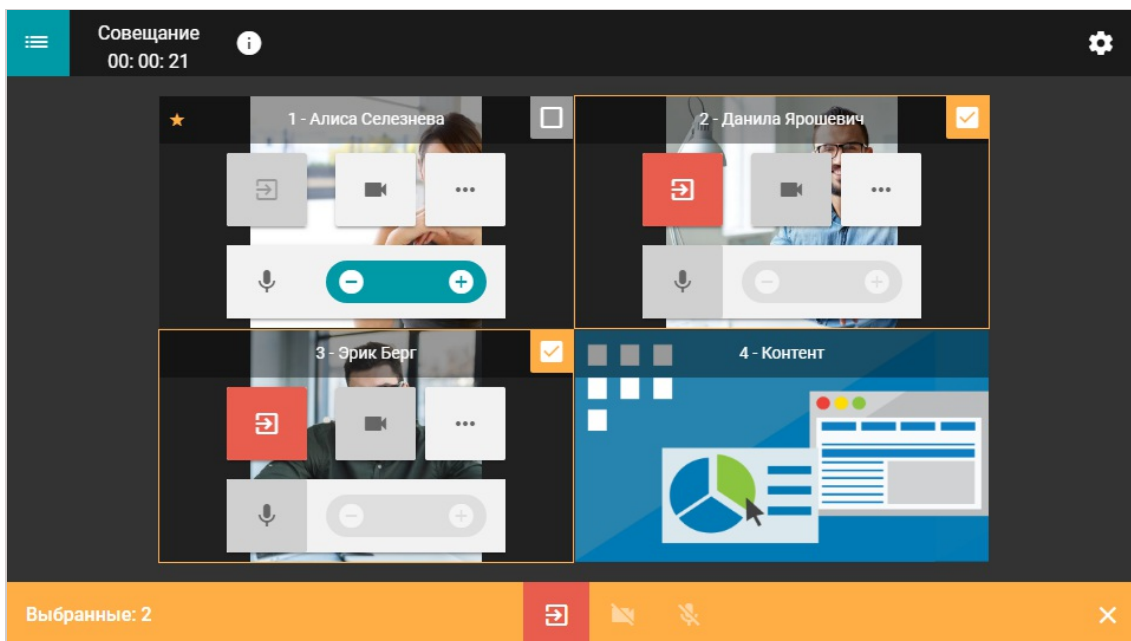 Совещание
00: 00: 21
1 - Алиса Селезнева
2 - Данила Ярошевич
3 - Эрик Берг
4 - Контент
Выбранные: 2